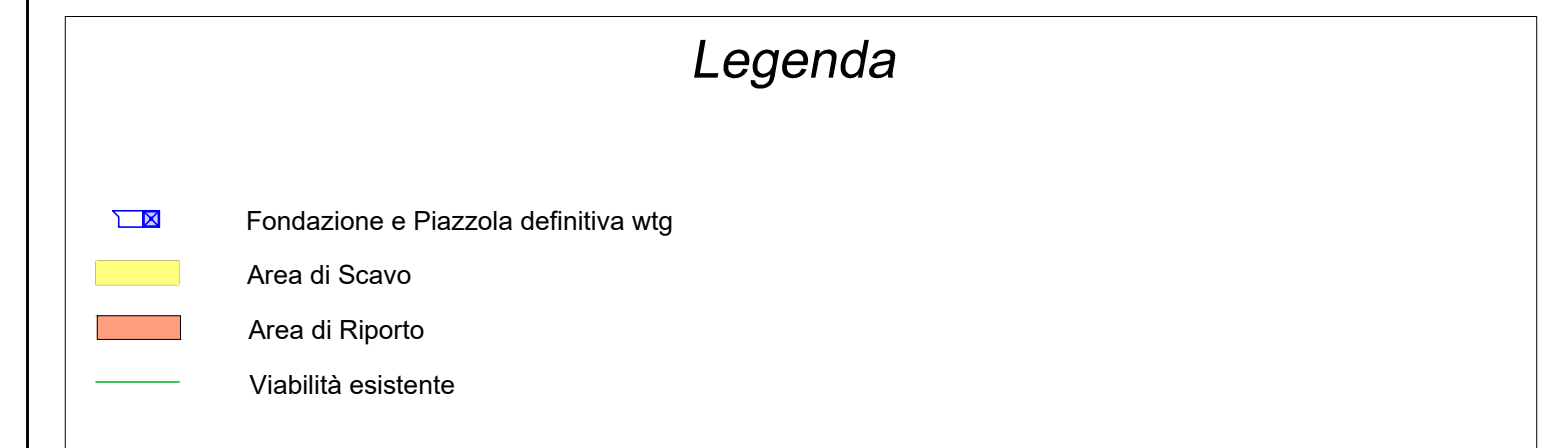 Legenda
Fondazione e Piazzola definitiva wtg
Area di Scavo
Area di Riporto
Viabilità esistente